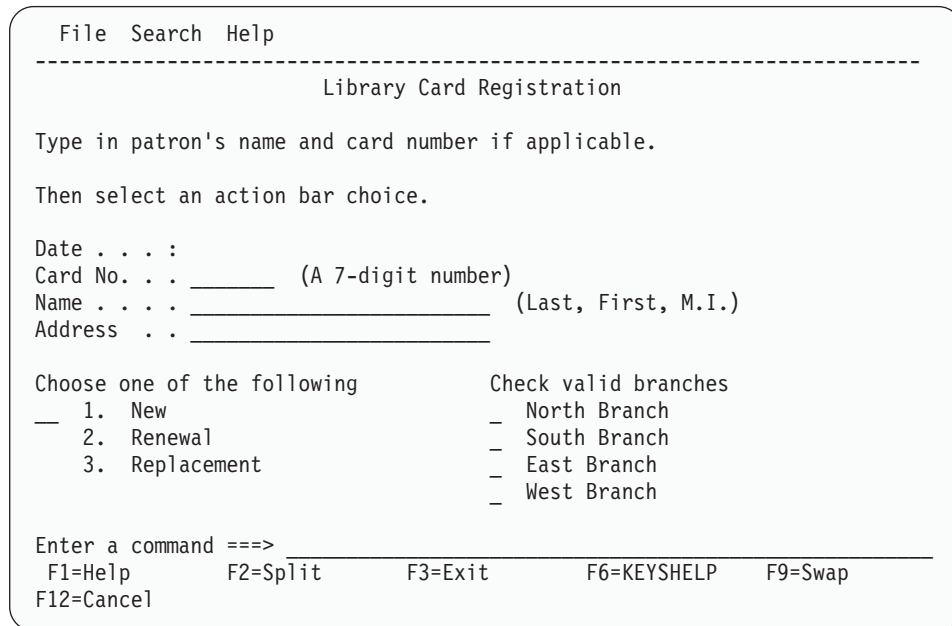 File  Search  Help
--------------------------------------------------------------------------
Library Card Registration
Type in patron's name and card number if applicable.
Then select an action bar choice.
Date . . . :
Card No. . . _______  (A 7-digit number)
Name . . . . _________________________  (Last, First, M.I.)
Address  . . _________________________
Choose one of the following           Check valid branches
__  1.  New                           _  North Branch
    2.  Renewal                       _  South Branch
    3.  Replacement                   _  East Branch
                                      _  West Branch
Enter a command ===> ______________________________________________________
F1=Help        F2=Split       F3=Exit        F6=KEYSHELP    F9=Swap
F12=Cancel